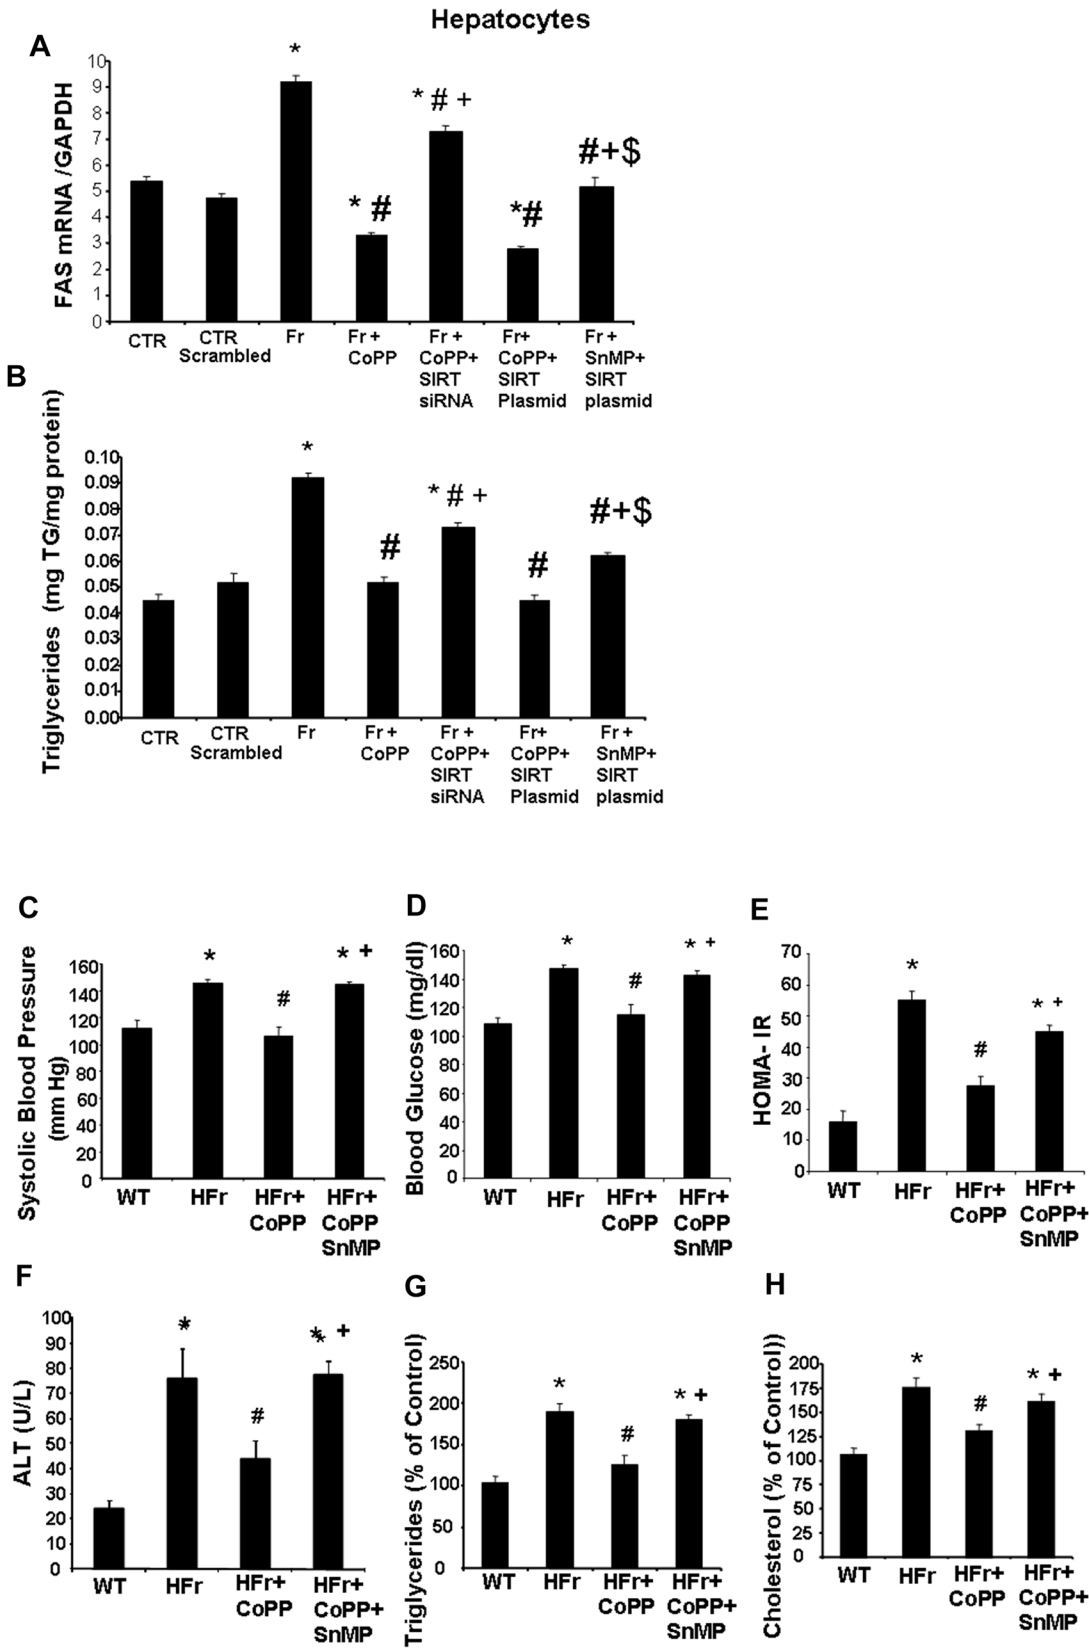 Hepatocytes
A
FAS mRNA /GAPDH
10
9
8
7
6
5
4
3
2
1
0
*
* #
* # +
*#
#+$
CTR
CTR
Scrambled
Fr
Fr +
CoPP
Fr +
CoPP+
SIRT
siRNA
Fr+
CoPP+
SIRT
Plasmid
Fr +
SnMP+
SIRT
plasmid
B
Triglycerides (mg TG/mg protein)
0.10
0.09
0.08
0.07
0.06
0.05
0.04
0.03
0.02
0.01
0.00
*
#
* # +
#
#+$
CTR
CTR
Scrambled
Fr
Fr +
CoPP
Fr +
CoPP+
SIRT
siRNA
Fr+
CoPP+
SIRT
Plasmid
Fr +
SnMP+
SIRT
plasmid
C
Systolic Blood Pressure
(mm Hg)
160
140
120
100
80
60
40
20
0
*
#
* +
WT
HFr
HFr+
CoPP
HFr+
CoPP
SnMP
D
Blood Glucose (mg/dl)
160
140
120
100
80
60
40
20
0
*
#
* +
WT
HFr
HFr+
CoPP
HFr+
CoPP
SnMP
E
HOMA- IR
70
60
50
40
30
20
10
0
*
#
* +
WT
HFr
HFr+
CoPP
HFr+
CoPP+
SnMP
F
ALT (U/L)
100
90
80
70
60
50
40
30
20
10
0
*
#
* +
WT
HFr
HFr+
CoPP
HFr+
CoPP+
SnMP
G
Triglycerides (% of Control)
250
200
150
100
50
0
*
#
* +
WT
HFr
HFr+
CoPP
HFr+
CoPP+
SnMP
H
Cholesterol (% of Control))
200
175
150
125
100
75
50
25
0
*
#
* +
WT
HFr
HFr+
CoPP
HFr+
CoPP+
SnMP